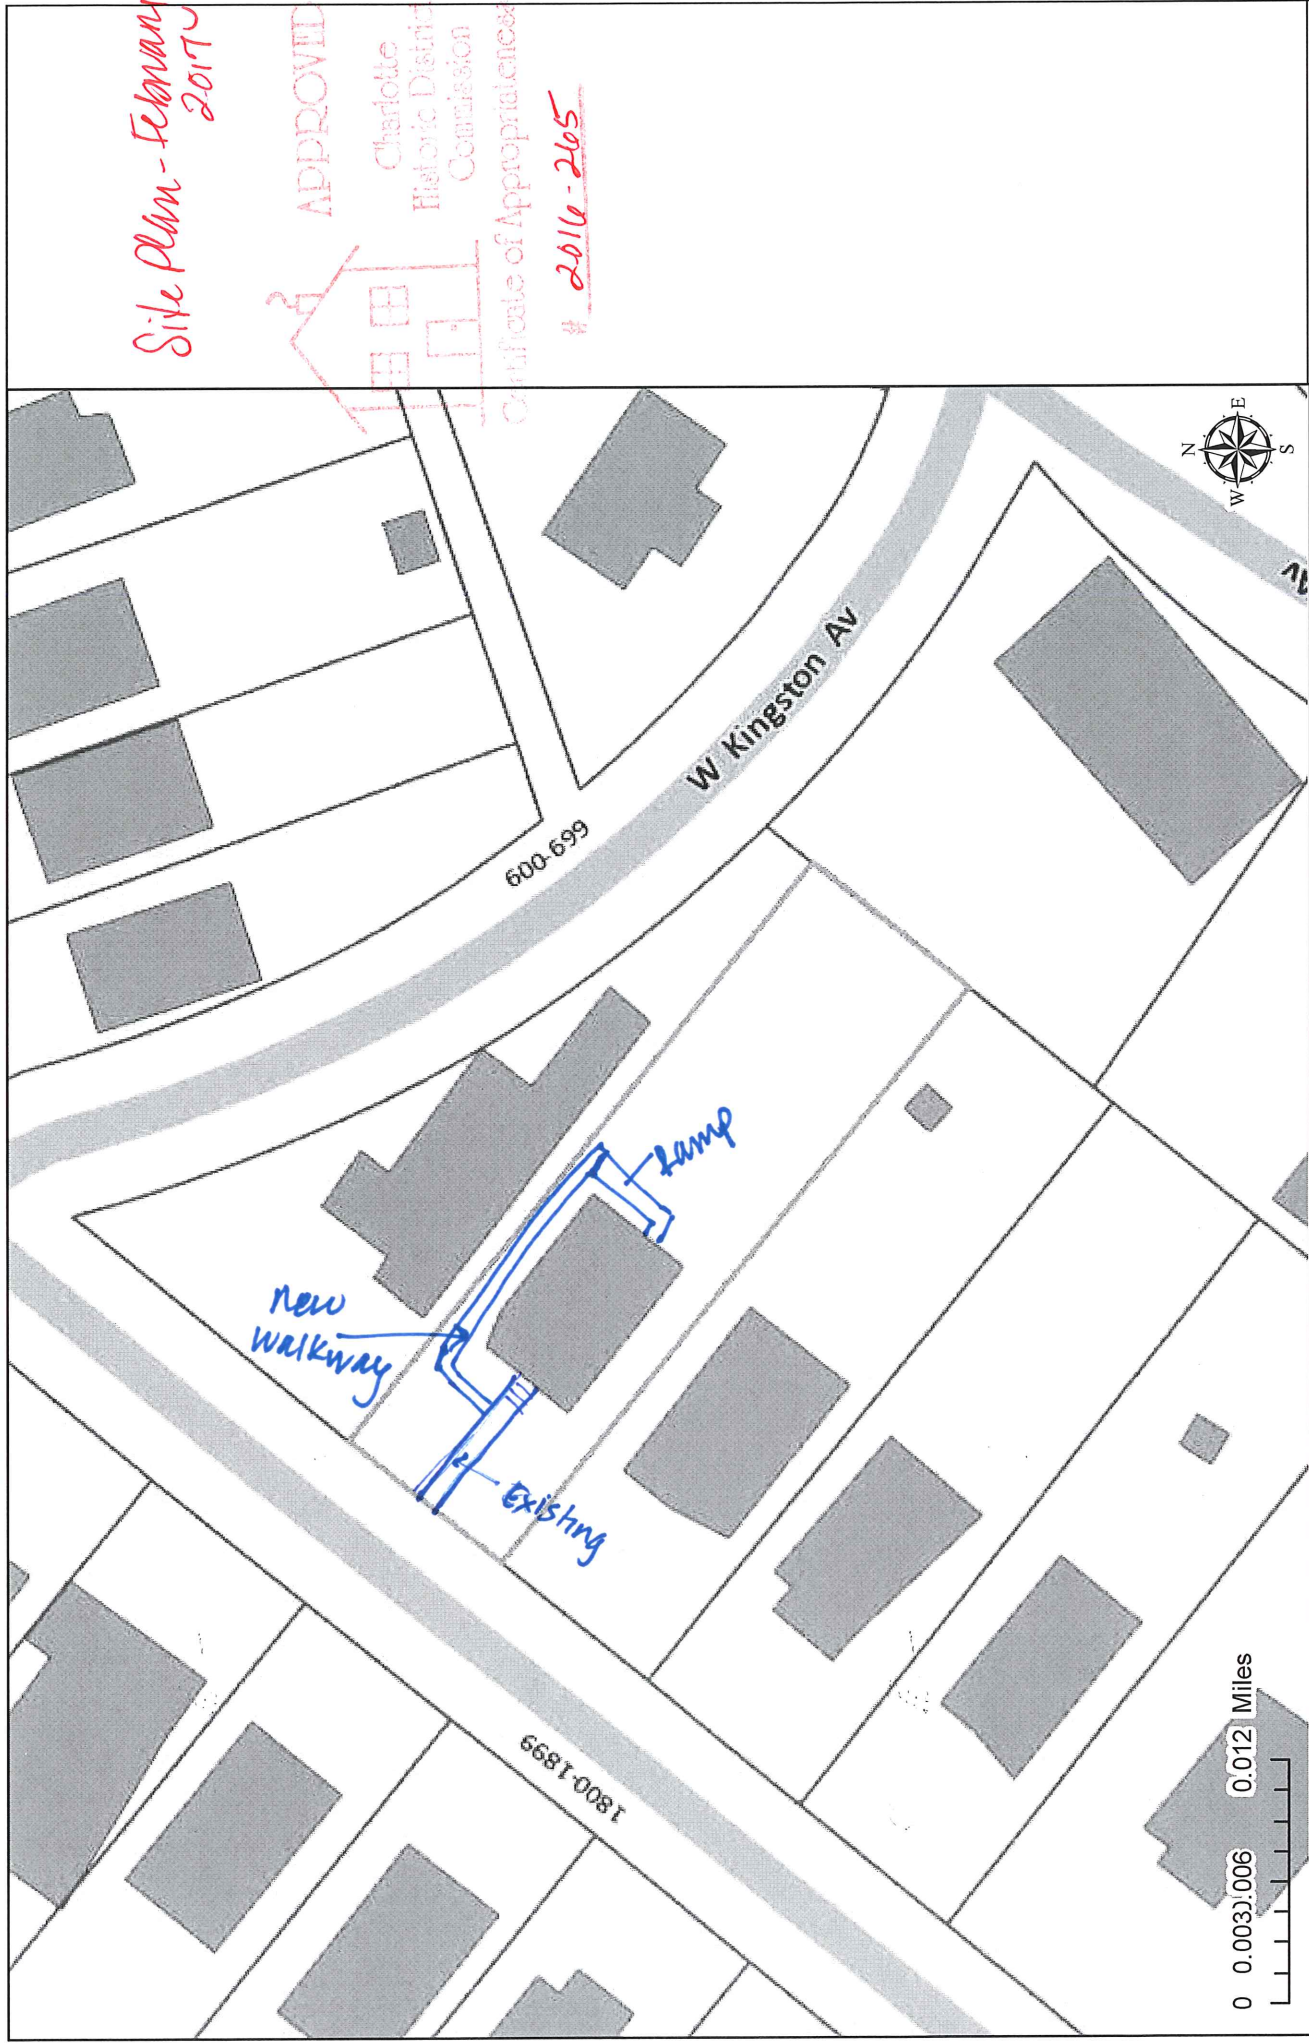 Site Plan - February
2017
APPROVED
Charlotte
Historic District
Commission
Certificate of Appropriateness
# 2016-265
W Kingston Av
600-699
N
W
E
S
AV
new
walkway
ramp
Existing
1800-1899
0 0.003 0.006 0.012 Miles